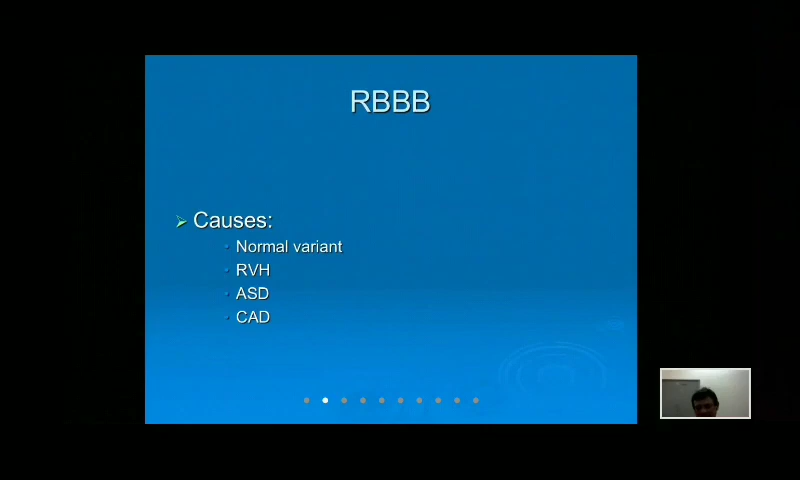 RBBB
Causes:
Normal variant
RVH
ASD
CAD